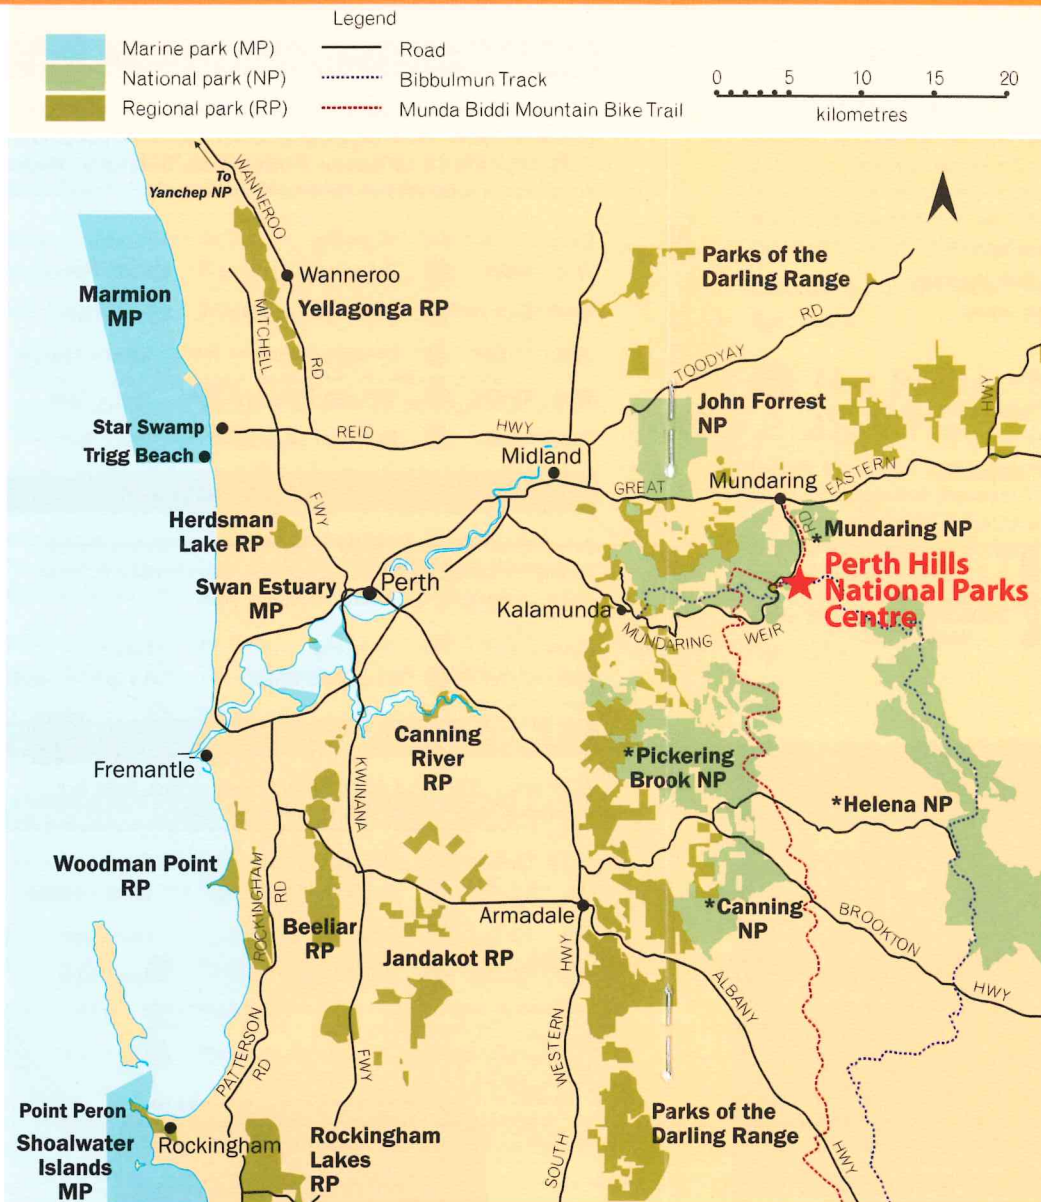 Legend
Marine park (MP)
National park (NP)
Regional park (RP)
Road
Bibbulmun Track
Munda Biddi Mountain Bike Trail
0 5 10 15 20
kilometres
To
Yanchep NP
WANNEROO
RD
Wanneroo
Yellagonga RP
Marmion
MP
MITCHELL
FWY
Parks of the
Darling Range
TOODYAY
RD
John Forrest
NP
HWY
Star Swamp
Trigg Beach
REID
HWY
Midland
GREAT
Mundaring
EASTERN
Herdsman
Lake RP
RD
*Mundaring NP
Swan Estuary
MP
Perth
Perth Hills
National Parks
Centre
Kalamunda
MUNDARING
WEIR
Canning
River
RP
*Pickering
Brook NP
Fremantle
KWINANA
*Helena NP
Woodman Point
RP
ROCKINGHAM
RD
Beeliar
RP
Armadale
*Canning
NP
BROOKTON
HWY
Jandakot RP
HWY
ALBANY
PATTERSON
RD
FWY
WESTERN
Point Peron
Rockingham
Shoalwater
Islands
MP
Rockingham
Lakes
RP
SOUTH
Parks of the
Darling Range
HWY